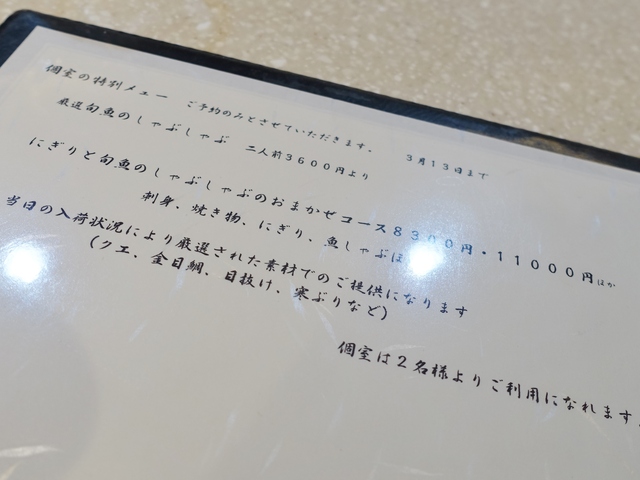 個室の特別メニュー ご予約のみとさせていただきます。 3月13日まで
厳選旬魚のしゃぶしゃぶ 二人前3600円より
にぎりと旬魚のしゃぶしゃぶのおまかせコース8300円・11000円ほか
刺身、焼き物、にぎり、魚しゃぶほ
当日の入荷状況により厳選された素材でのご提供になります
(クエ、金目鯛、目抜け、寒ぶりなど)
個室は2名様よりご利用になれます。